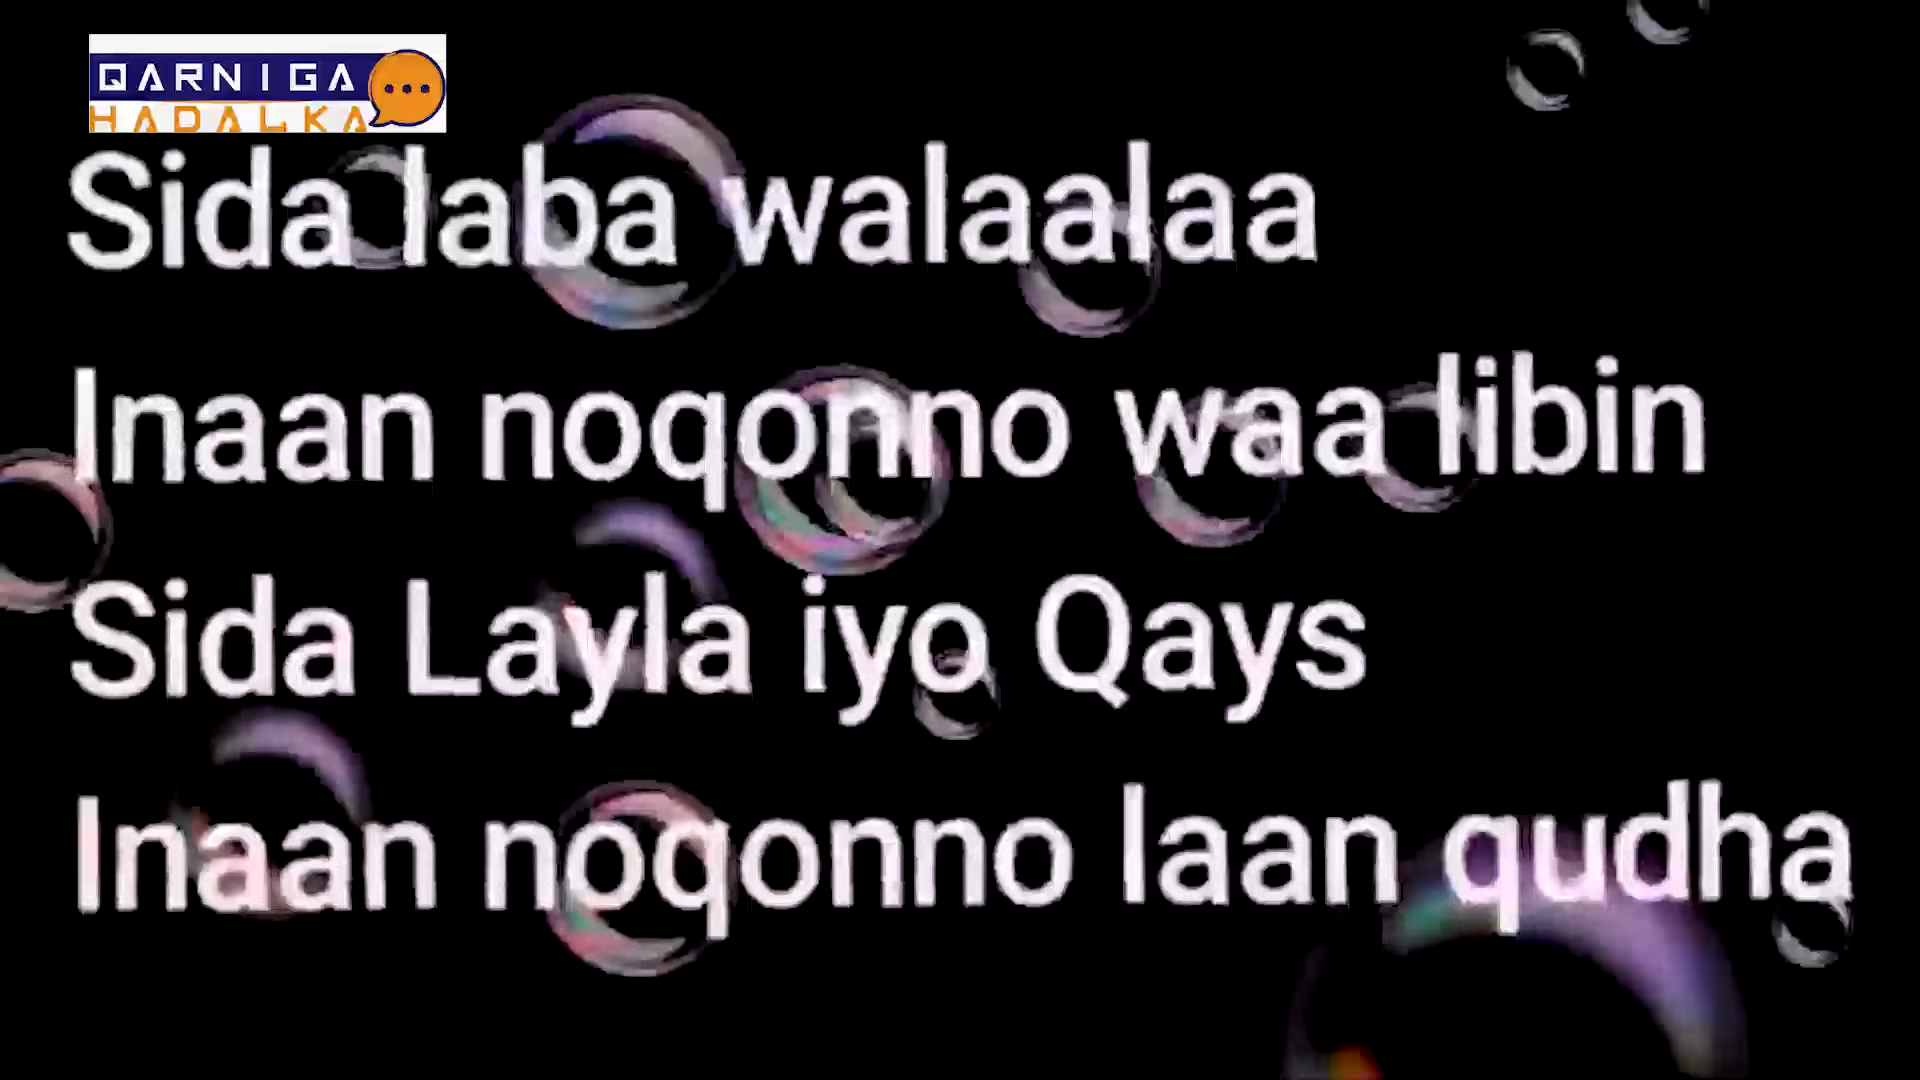 QARNIGA
HADALKA
Sida laba walaalaa
Inaan noqonno waa libin
Sida Layla iyo Qays
Inaan noqonno laan qudha